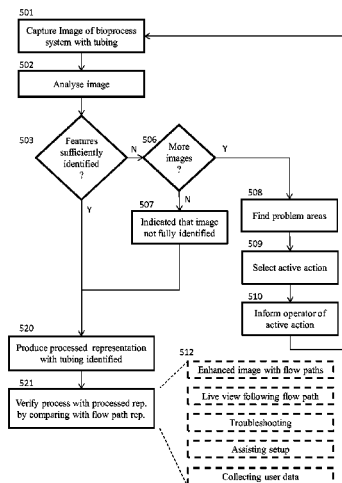 501
Capture Image of bioprocess
system with tubing
502
Analyse image
503
Features
sufficiently
identified
?
N
Y
506
More
images
?
Y
N
507
Indicated that image
not fully identified
508
Find problem areas
509
Select active action
510
Inform operator of
active action
520
Produce processed representation
with tubing identified
521
Verify process with processed rep.
by comparing with flow path rep.
512
Enhanced image with flow paths
Live view following flow path
Troubleshooting
Assisting setup
Collecting user data